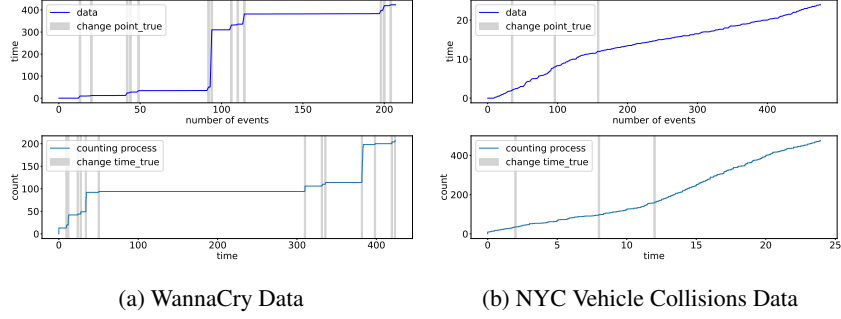 time
400
300
200
100
0
data
change point_true
0
50
100
150
200
number of events
count
200
150
100
50
0
counting process
change time_true
0
100
200
300
400
time
(a) WannaCry Data
time
20
10
0
data
change point_true
0
200
400
number of events
count
400
200
0
counting process
change time_true
0
5
10
15
20
time
(b) NYC Vehicle Collisions Data